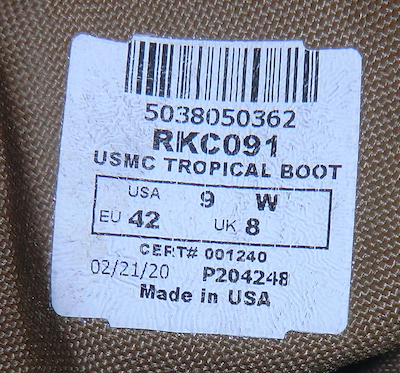 5038050362
RKC091
USMC TROPICAL BOOT
USA 9 W
EU 42 UK 8
CERT# 001240
02/21/20 P204248
Made in USA